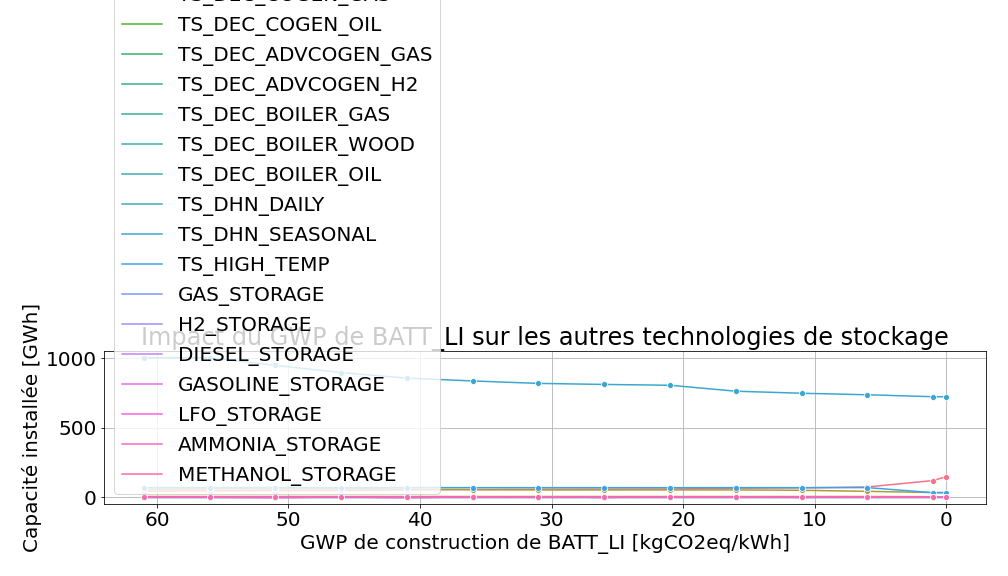 TS_DEC_COGEN_OIL
TS_DEC_ADVCOGEN_GAS
TS_DEC_ADVCOGEN_H2
TS_DEC_BOILER_GAS
TS_DEC_BOILER_WOOD
TS_DEC_BOILER_OIL
TS_DHN_DAILY
TS_DHN_SEASONAL
TS_HIGH_TEMP
GAS_STORAGE
H2_STORAGE
Impact du GWP de BATT_LI sur les autres technologies de stockage
DIESEL_STORAGE
GASOLINE_STORAGE
LFO_STORAGE
AMMONIA_STORAGE
METHANOL_STORAGE
Capacité installée [GWh]
1000
500
0
60 50 40 30 20 10 0
GWP de construction de BATT_LI [kgCO2eq/kWh]